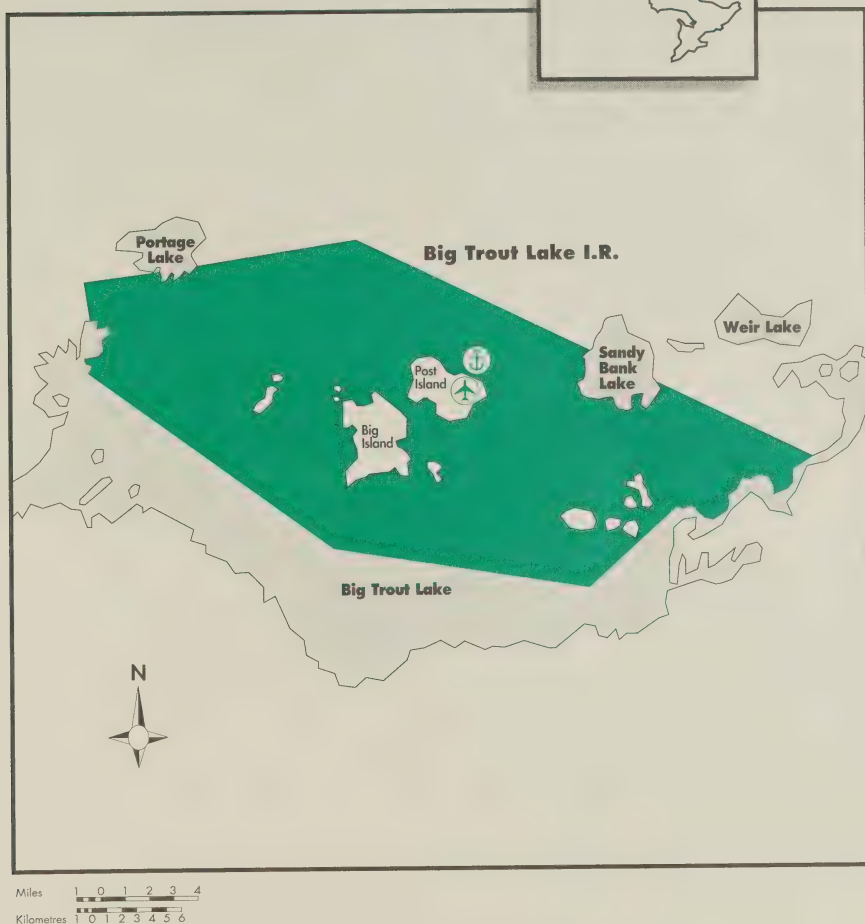 Portage
Lake
Big Trout Lake I.R.
Weir Lake
Sandy
Bank
Lake
Post
Island
Big
Island
Big Trout Lake
N
Miles 1 0 1 2 3 4
Kilometres 1 0 1 2 3 4 5 6